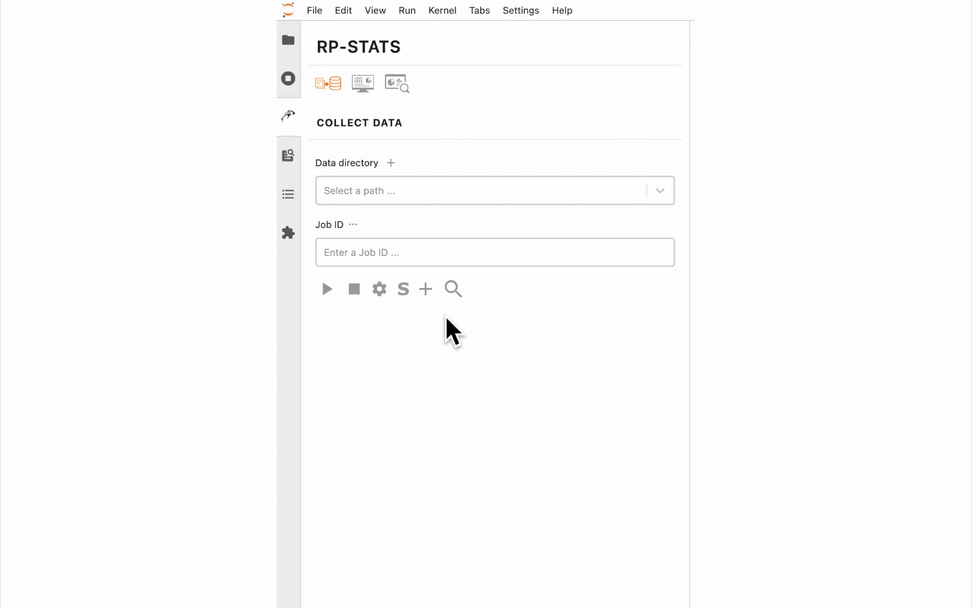 File Edit View Run Kernel Tabs Settings Help
RP-STATS
COLLECT DATA
Data directory +
Select a path ...
Job ID ...
Enter a Job ID ...
S